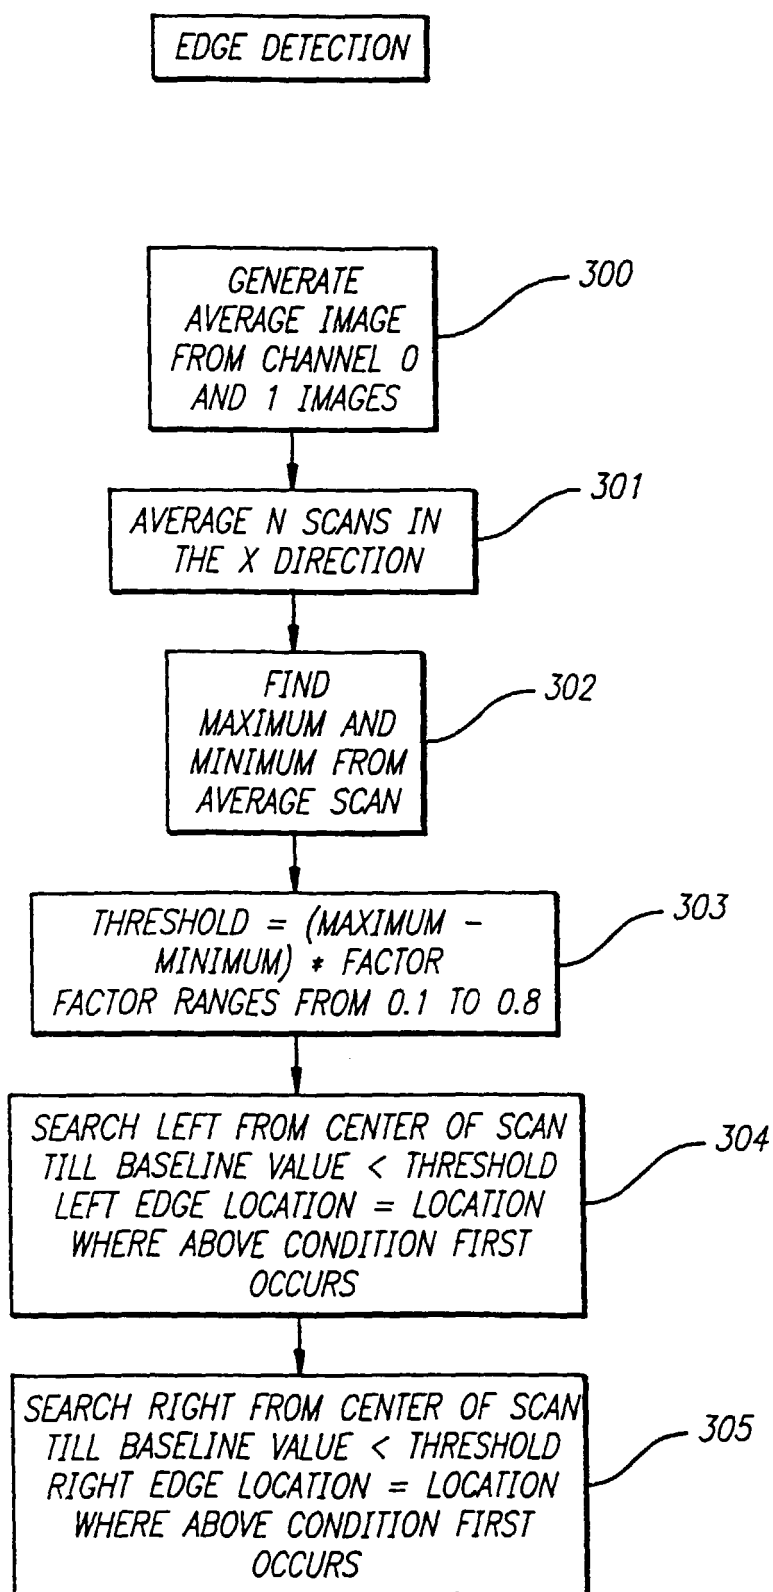 EDGE DETECTION
GENERATE
AVERAGE IMAGE
FROM CHANNEL 0
AND 1 IMAGES
300
AVERAGE N SCANS IN
THE X DIRECTION
301
FIND
MAXIMUM AND
MINIMUM FROM
AVERAGE SCAN
302
THRESHOLD = (MAXIMUM -
MINIMUM) * FACTOR
FACTOR RANGES FROM 0.1 TO 0.8
303
SEARCH LEFT FROM CENTER OF SCAN
TILL BASELINE VALUE < THRESHOLD
LEFT EDGE LOCATION = LOCATION
WHERE ABOVE CONDITION FIRST
OCCURS
304
SEARCH RIGHT FROM CENTER OF SCAN
TILL BASELINE VALUE < THRESHOLD
RIGHT EDGE LOCATION = LOCATION
WHERE ABOVE CONDITION FIRST
OCCURS
305